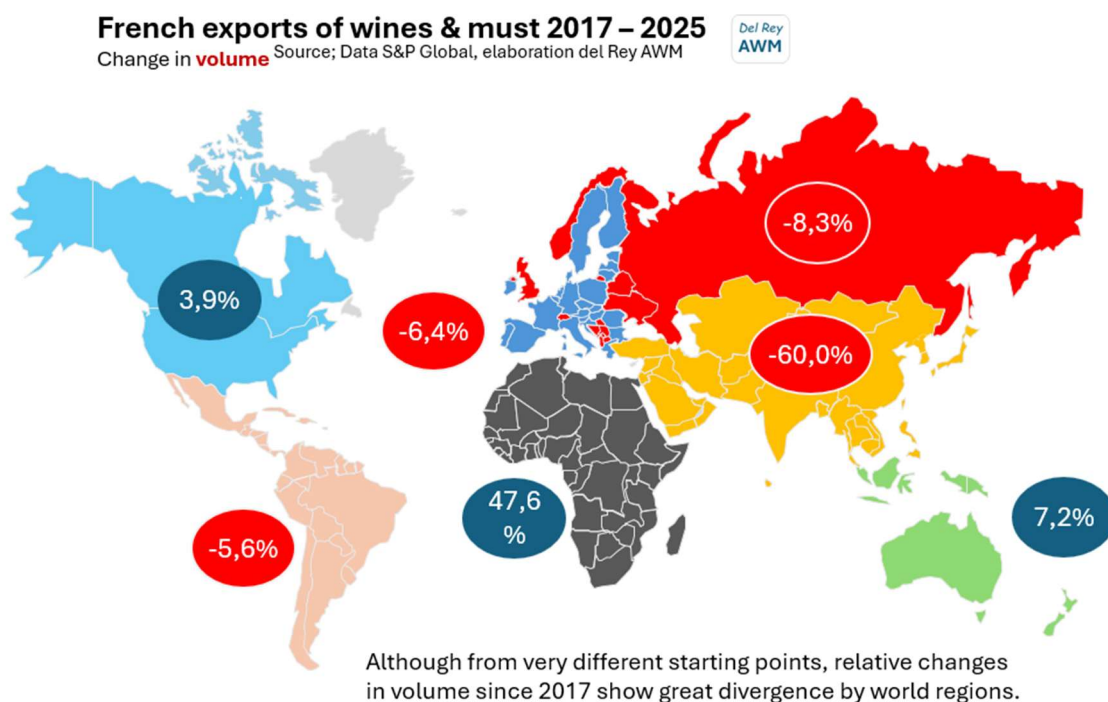 French exports of wines & must 2017 – 2025
Change in volume Source; Data S&P Global, elaboration del Rey AWM
Del Rey
AWM
-8,3%
3,9%
-6,4%
-60,0%
47,6
%
7,2%
-5,6%
Although from very different starting points, relative changes
in volume since 2017 show great divergence by world regions.